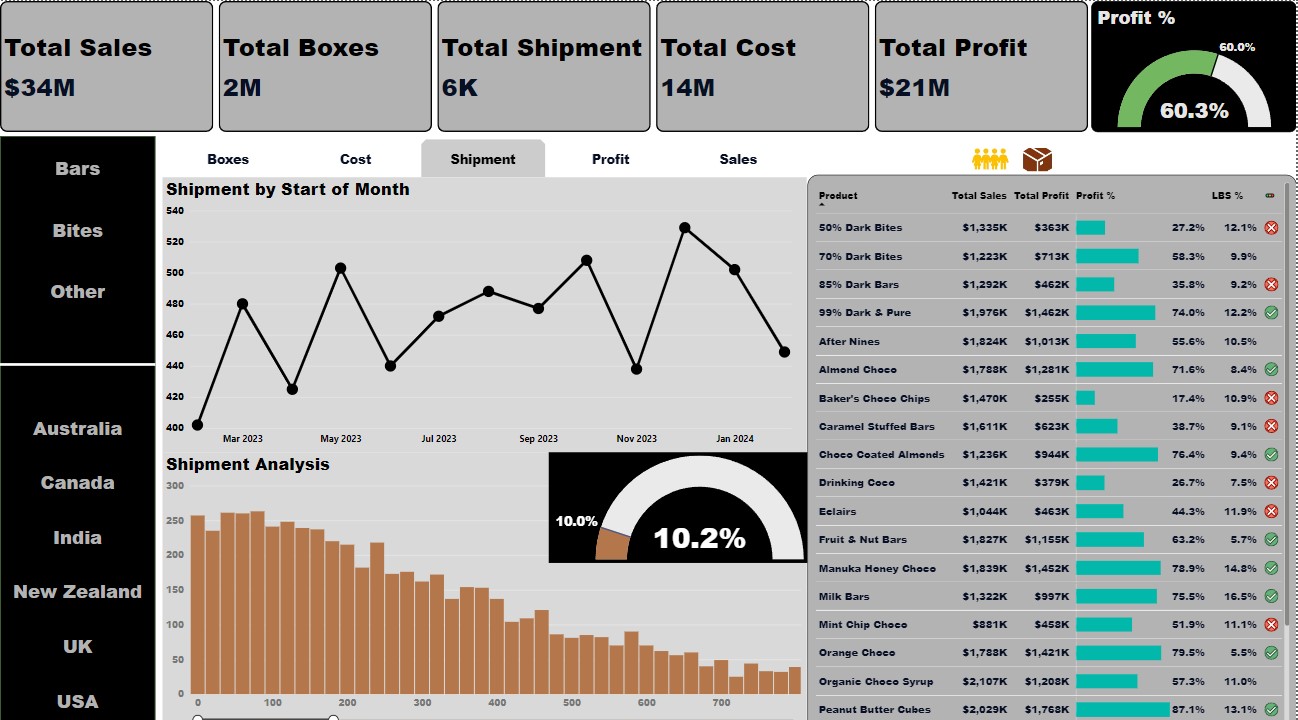 Total Sales
$34M
Total Boxes
2M
Total Shipment
6K
Total Cost
14M
Total Profit
$21M
Profit %
60.0%
60.3%
Bars
Bites
Other
Australia
Canada
India
New Zealand
UK
USA
Boxes Cost Shipment Profit Sales
Shipment by Start of Month
540
520
500
480
460
440
420
400
Mar 2023 May 2023 Jul 2023 Sep 2023 Nov 2023 Jan 2024
Shipment Analysis
300
250
200
150
100
50
0
0 100 200 300 400 500 600 700
10.0%
10.2%
Product Total Sales Total Profit Profit % LBS %
50% Dark Bites $1,335K $363K 27.2% 12.1%
70% Dark Bites $1,223K $713K 58.3% 9.9%
85% Dark Bars $1,292K $462K 35.8% 9.2%
99% Dark & Pure $1,976K $1,462K 74.0% 12.2%
After Nines $1,824K $1,013K 55.6% 10.5%
Almond Choco $1,788K $1,281K 71.6% 8.4%
Baker's Choco Chips $1,470K $255K 17.4% 10.9%
Caramel Stuffed Bars $1,611K $623K 38.7% 9.1%
Choco Coated Almonds $1,236K $944K 76.4% 9.4%
Drinking Coco $1,421K $379K 26.7% 7.5%
Eclairs $1,044K $463K 44.3% 11.9%
Fruit & Nut Bars $1,827K $1,155K 63.2% 5.7%
Manuka Honey Choco $1,839K $1,452K 78.9% 14.8%
Milk Bars $1,322K $997K 75.5% 16.5%
Mint Chip Choco $881K $458K 51.9% 11.1%
Orange Choco $1,788K $1,421K 79.5% 5.5%
Organic Choco Syrup $2,107K $1,208K 57.3% 11.0%
Peanut Butter Cubes $2,029K $1,768K 87.1% 13.1%